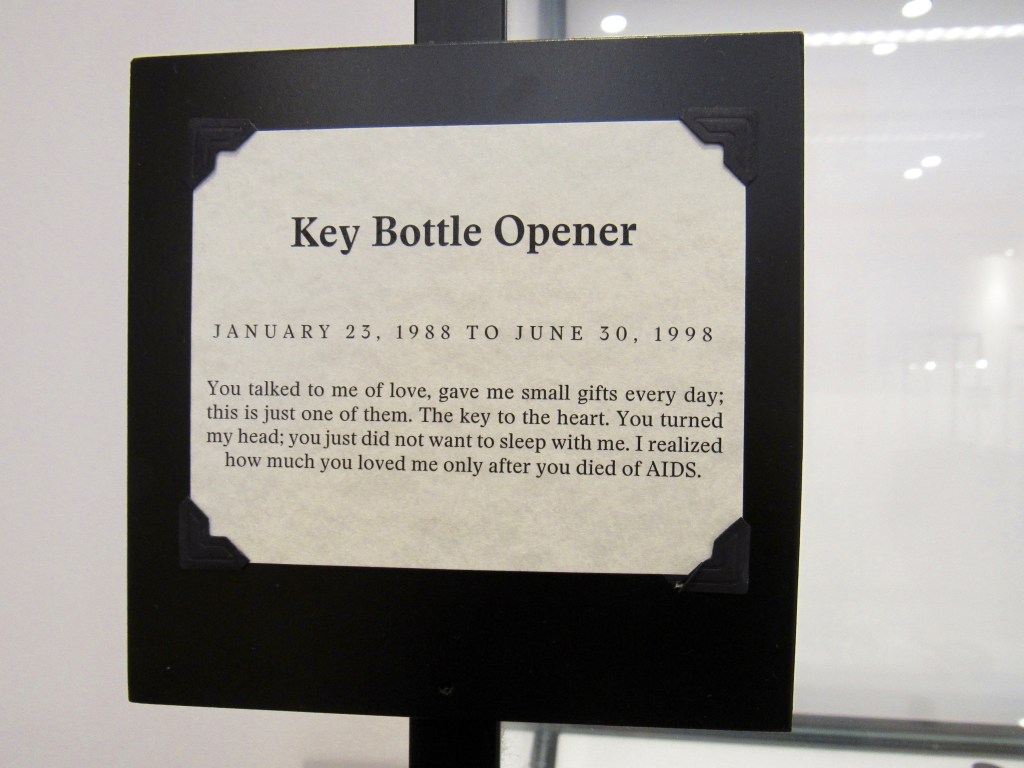 Key Bottle Opener
JANUARY 23, 1988 TO JUNE 30, 1998
You talked to me of love, gave me small gifts every day;
this is just one of them. The key to the heart. You turned
my head; you just did not want to sleep with me. I realized
how much you loved me only after you died of AIDS.